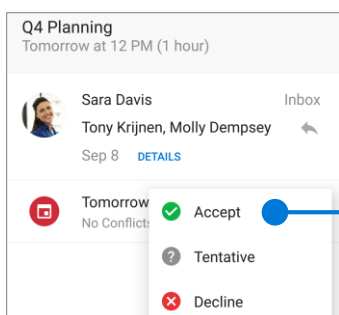 Q4 Planning
Tomorrow at 12 PM (1 hour)
Sara Davis Inbox
Tony Krijnen, Molly Dempsey
Sep 8 DETAILS
Tomorrow
No Conflict
Accept
Tentative
Decline